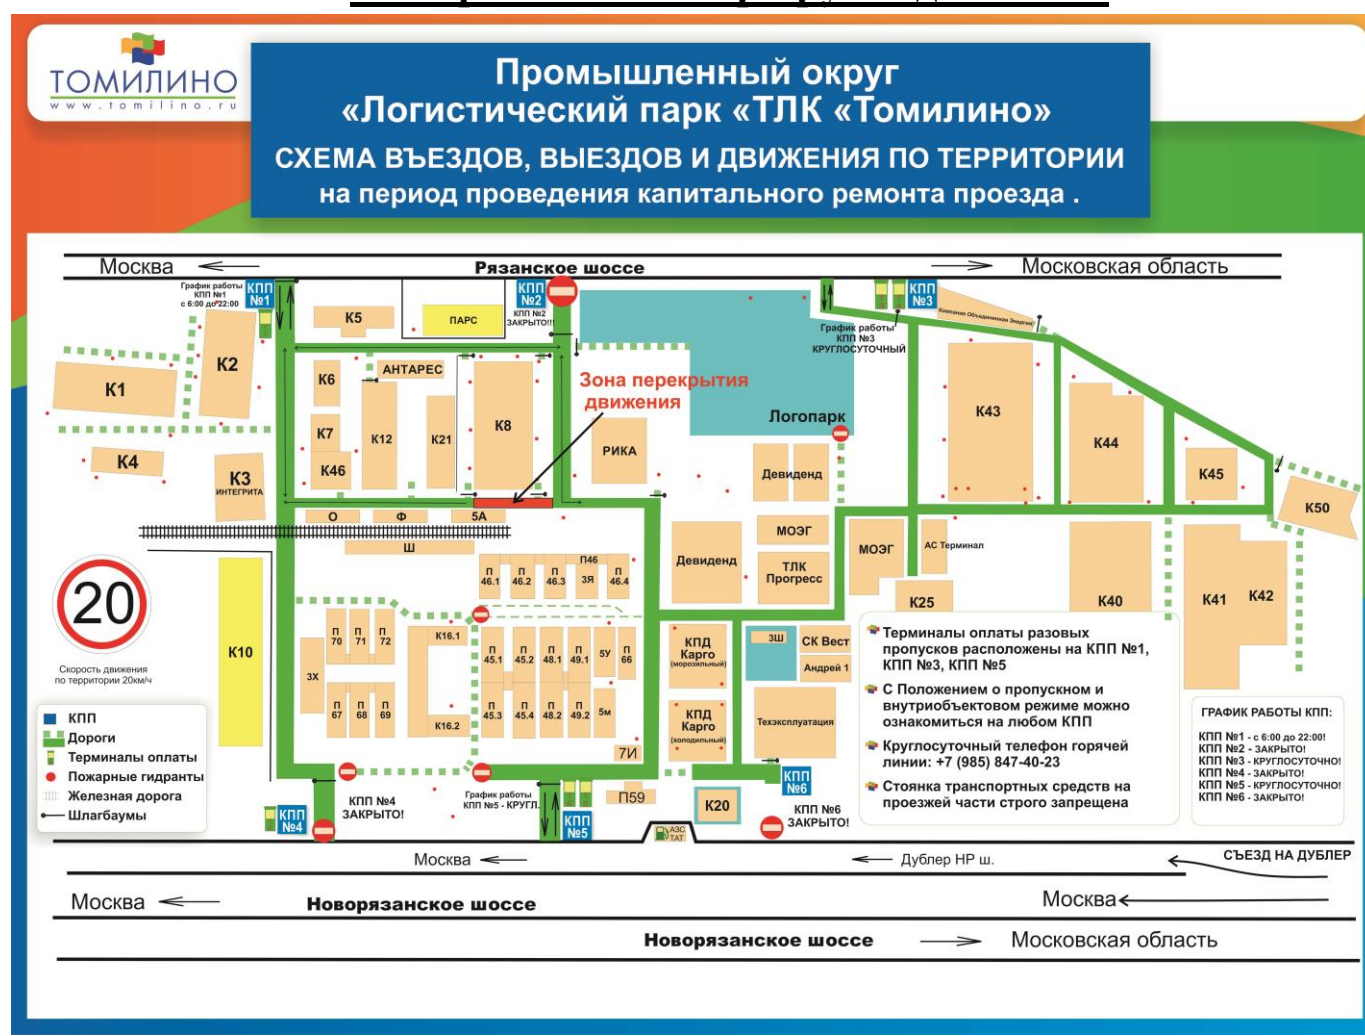 ТОМИЛИНО
www.tomilino.ru
Промышленный округ
«Логистический парк «ТЛК «Томилино»
СХЕМА ВЪЕЗДОВ, ВЫЕЗДОВ И ДВИЖЕНИЯ ПО ТЕРРИТОРИИ
на период проведения капитального ремонта проезда .
Москва
Рязанское шоссе
Московская область
График работы
КПП №1
с 6:00 до 22:00
КПП
№1
К5
ПАРС
КПП
№2
КПП №2
ЗАКРЫТО!!!
КПП
№3
График работы
КПП №3
КРУГЛОСУТОЧНЫЙ
Компания Объединенная Энергия
К1
К2
К4
К3
ИНТЕГРИТА
К6
К7
К46
АНТАРЕС
К12
К21
К8
Зона перекрытия
движения
РИКА
Логопарк
Девиденд
К43
К44
К45
К50
О
Ф
5А
Ш
Девиденд
МОЭГ
ТЛК
Прогресс
МОЭГ
АС Терминал
К25
К40
К41
К42
20
Скорость движения
по территории 20км/ч
К10
П
46.1
П
46.2
П
46.3
П46
3Я
П
46.4
3Х
П
70
П
71
П
72
П
67
П
68
П
69
К16.1
К16.2
П
45.1
П
45.2
П
48.1
П
49.1
5У
П
66
П
45.3
П
45.4
П
48.2
П
49.2
5м
7И
П59
КПД
Карго
(морозильный)
КПД
Карго
(холодильный)
3Ш
СК Вест
Андрей 1
Техэксплуатация
К20
КПП
Дороги
Терминалы оплаты
Пожарные гидранты
Железная дорога
Шлагбаумы
КПП
№4
КПП №4
ЗАКРЫТО!
График работы
КПП №5 - КРУГЛ.
КПП
№5
КПП
№6
КПП №6
ЗАКРЫТО!
АЗС
ТАТ
Терминалы оплаты разовых
пропусков расположены на КПП №1,
КПП №3, КПП №5
С Положением о пропускном и
внутриобъектовом режиме можно
ознакомиться на любом КПП
Круглосуточный телефон горячей
линии: +7 (985) 847-40-23
Стоянка транспортных средств на
проезжей части строго запрещена
ГРАФИК РАБОТЫ КПП:
КПП №1 - с 6:00 до 22:00!
КПП №2 - ЗАКРЫТО!
КПП №3 - КРУГЛОСУТОЧНО!
КПП №4 - ЗАКРЫТО!
КПП №5 - КРУГЛОСУТОЧНО!
КПП №6 - ЗАКРЫТО!
Москва
Дублер НР ш.
СЪЕЗД НА ДУБЛЕР
Москва
Новорязанское шоссе
Москва
Новорязанское шоссе
Московская область